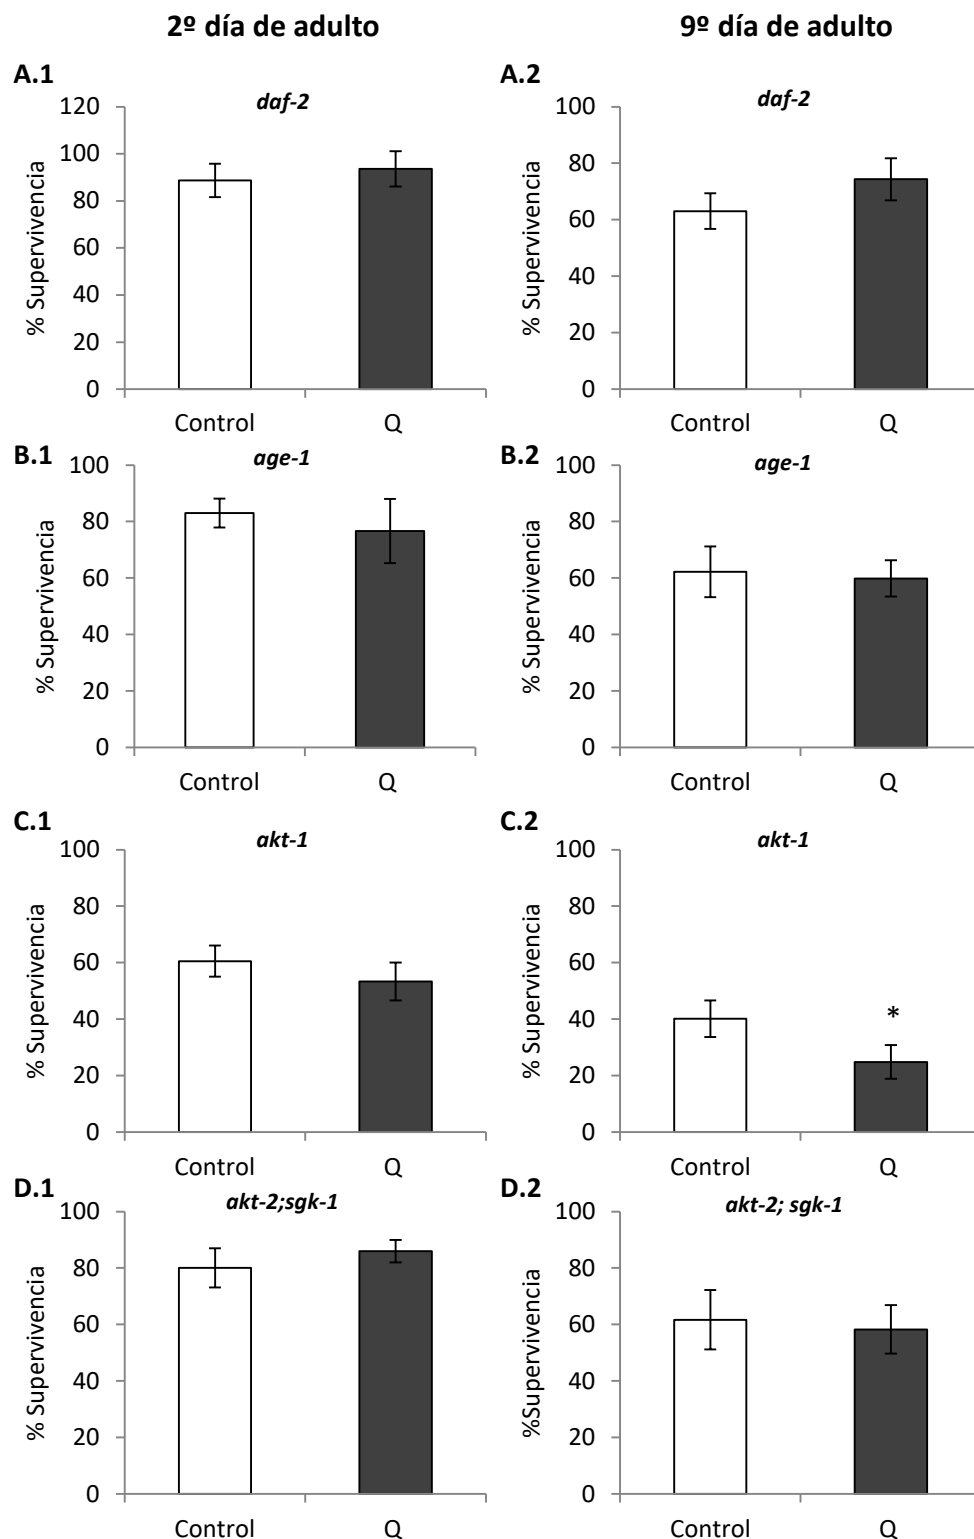 2º día de adulto
9º día de adulto
A.1
daf-2
% Supervivencia
120
100
80
60
40
20
0
Control
Q
A.2
daf-2
% Supervivencia
100
80
60
40
20
0
Control
Q
B.1
age-1
% Supervivencia
100
80
60
40
20
0
Control
Q
B.2
age-1
% Supervivencia
100
80
60
40
20
0
Control
Q
C.1
akt-1
% Supervivencia
100
80
60
40
20
0
Control
Q
C.2
akt-1
% Supervivencia
100
80
60
40
20
0
*
Control
Q
D.1
akt-2;sgk-1
% Supervivencia
100
80
60
40
20
0
Control
Q
D.2
akt-2; sgk-1
%Supervivencia
100
80
60
40
20
0
Control
Q